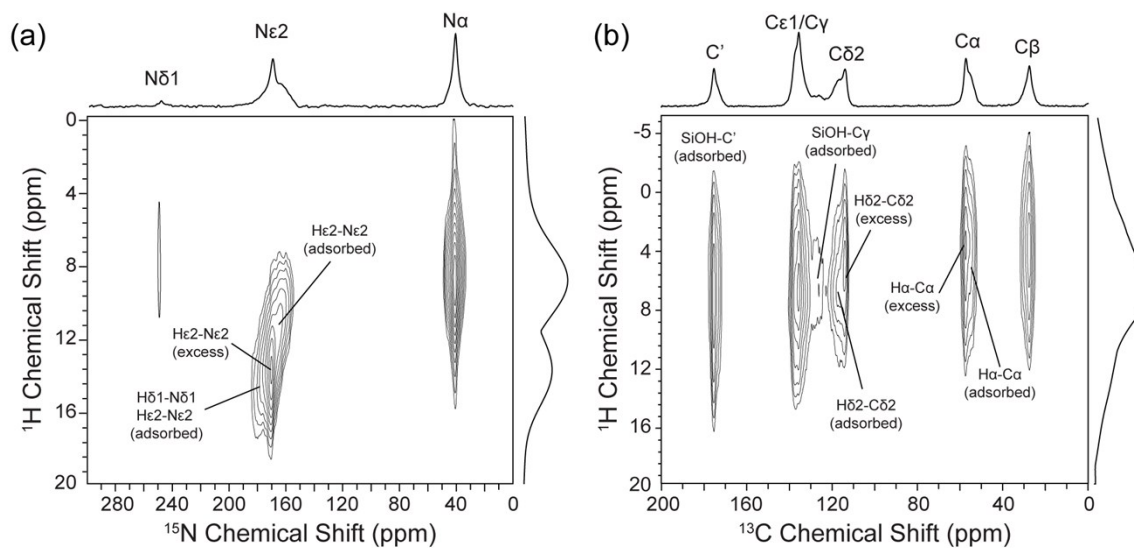 (a)
Nδ1
Nε2
Nα
0
4
8
12
16
20
¹H Chemical Shift (ppm)
Hε2-Nε2
(adsorbed)
Hε2-Nε2
(excess)
Hδ1-Nδ1
Hε2-Nε2
(adsorbed)
280 240 200 160 120 80 40 0
¹⁵N Chemical Shift (ppm)
(b)
C'
Cε1/Cγ
Cδ2
Cα
Cβ
-5
0
4
8
12
16
20
¹H Chemical Shift (ppm)
SiOH-C'
(adsorbed)
SiOH-Cγ
(adsorbed)
Hδ2-Cδ2
(excess)
Hα-Cα
(excess)
Hα-Cα
(adsorbed)
Hδ2-Cδ2
(adsorbed)
200 160 120 80 40 0
¹³C Chemical Shift (ppm)